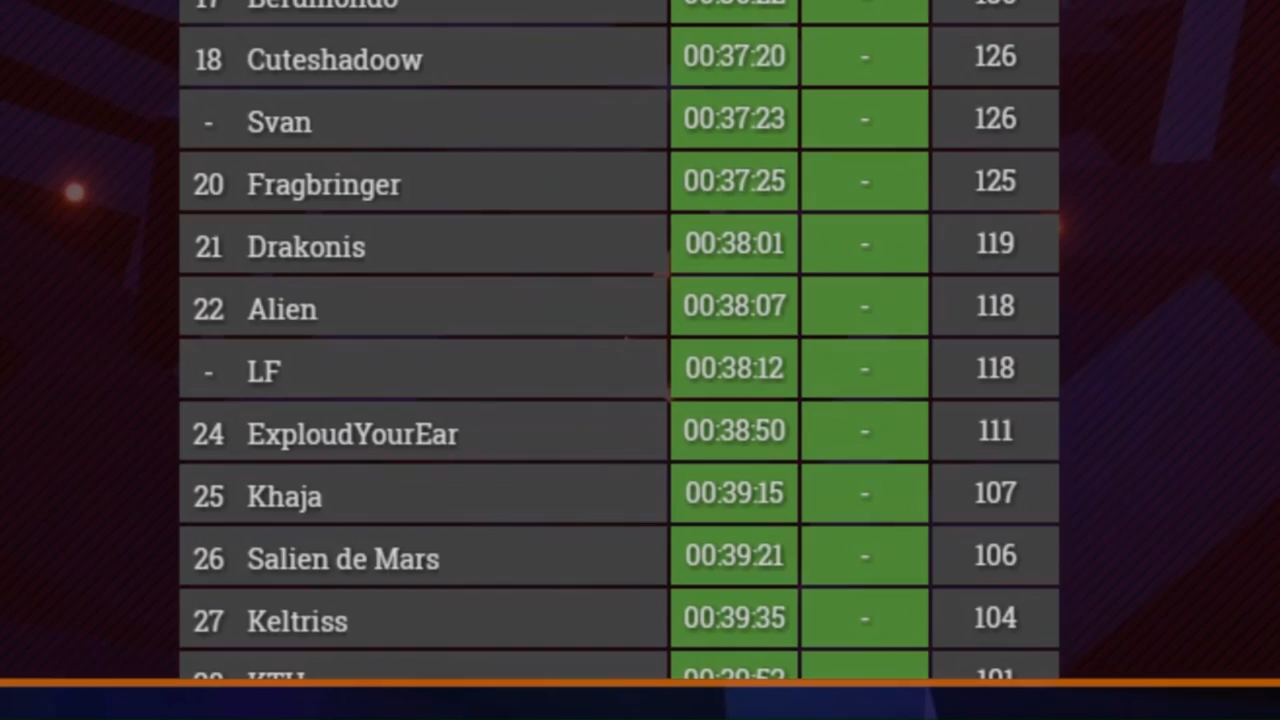 17 Berdimondo
18 Cuteshadoow 00:37:20 - 126
- Svan 00:37:23 - 126
20 Fragbringer 00:37:25 - 125
21 Drakonis 00:38:01 - 119
22 Alien 00:38:07 - 118
- LF 00:38:12 - 118
24 ExploudYourEar 00:38:50 - 111
25 Khaja 00:39:15 - 107
26 Salien de Mars 00:39:21 - 106
27 Keltriss 00:39:35 - 104